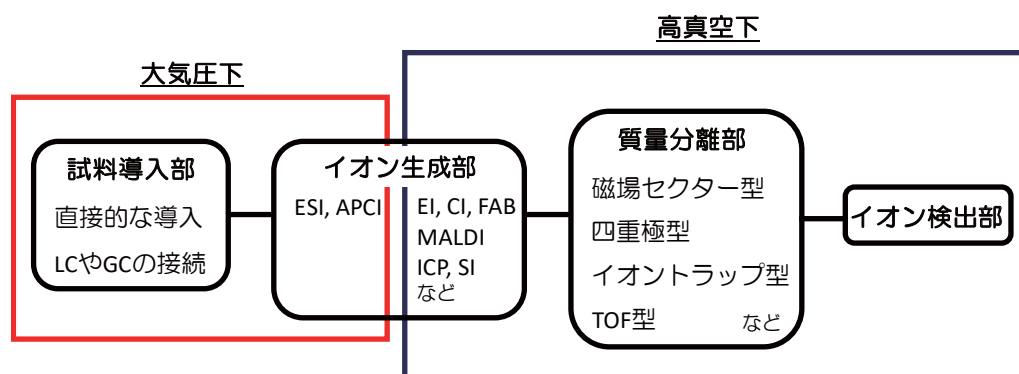 高真空下
大気圧下
試料導入部
直接的な導入
LCやGCの接続
イオン生成部
ESI, APCI
EI, CI, FAB
MALDI
ICP, SI
など
質量分離部
磁場セクター型
四重極型
イオントラップ型
TOF型 など
イオン検出部